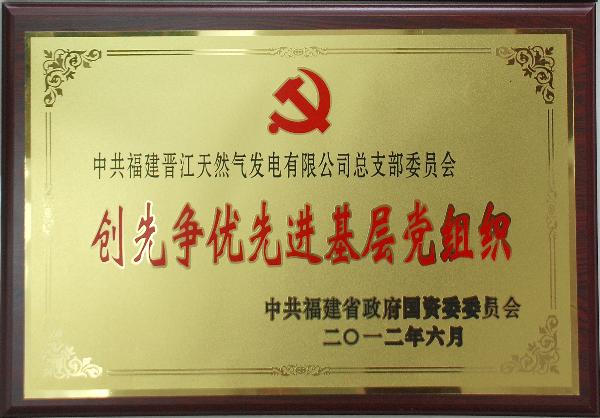 中共福建晋江天然气发电有限公司总支部委员会
创先争优先进基层党组织
中共福建省政府国资委委员会
二〇一二年六月